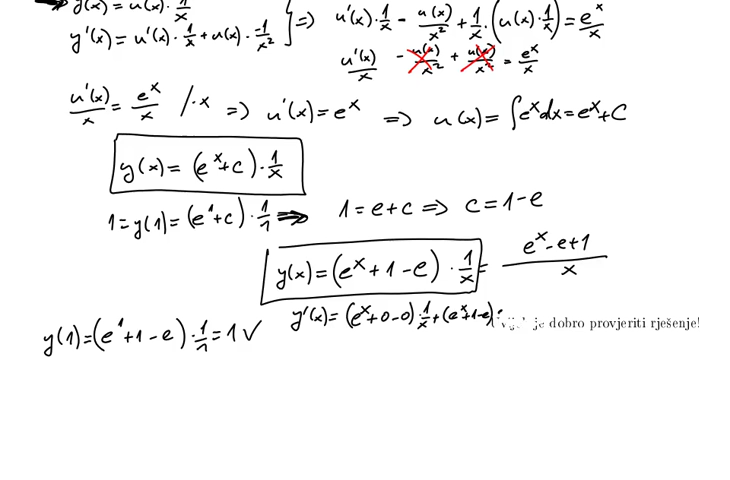 y(x) = u(x)·1/x
y'(x) = u'(x)·1/x + u(x)·-1/x² } => u'(x)·1/x - u(x)/x² + 1/x·(u(x)·1/x) = e^x/x
u'(x)/x - u(x)/x² + u(x)/x² = e^x/x
u'(x)/x = e^x/x /·x => u'(x) = e^x => u(x) = ∫e^x dx = e^x + C
y(x) = (e^x + c)·1/x
1 = y(1) = (e^1 + c)·1/1 => 1 = e + c => c = 1 - e
y(x) = (e^x + 1 - e)·1/x = e^x - e + 1 / x
y(1) = (e^1 + 1 - e)·1/1 = 1 ✓ y'(x) = (e^x + 0 - 0)·1/x + (e^x + 1 - e)·
je dobro provjeriti rješenje!